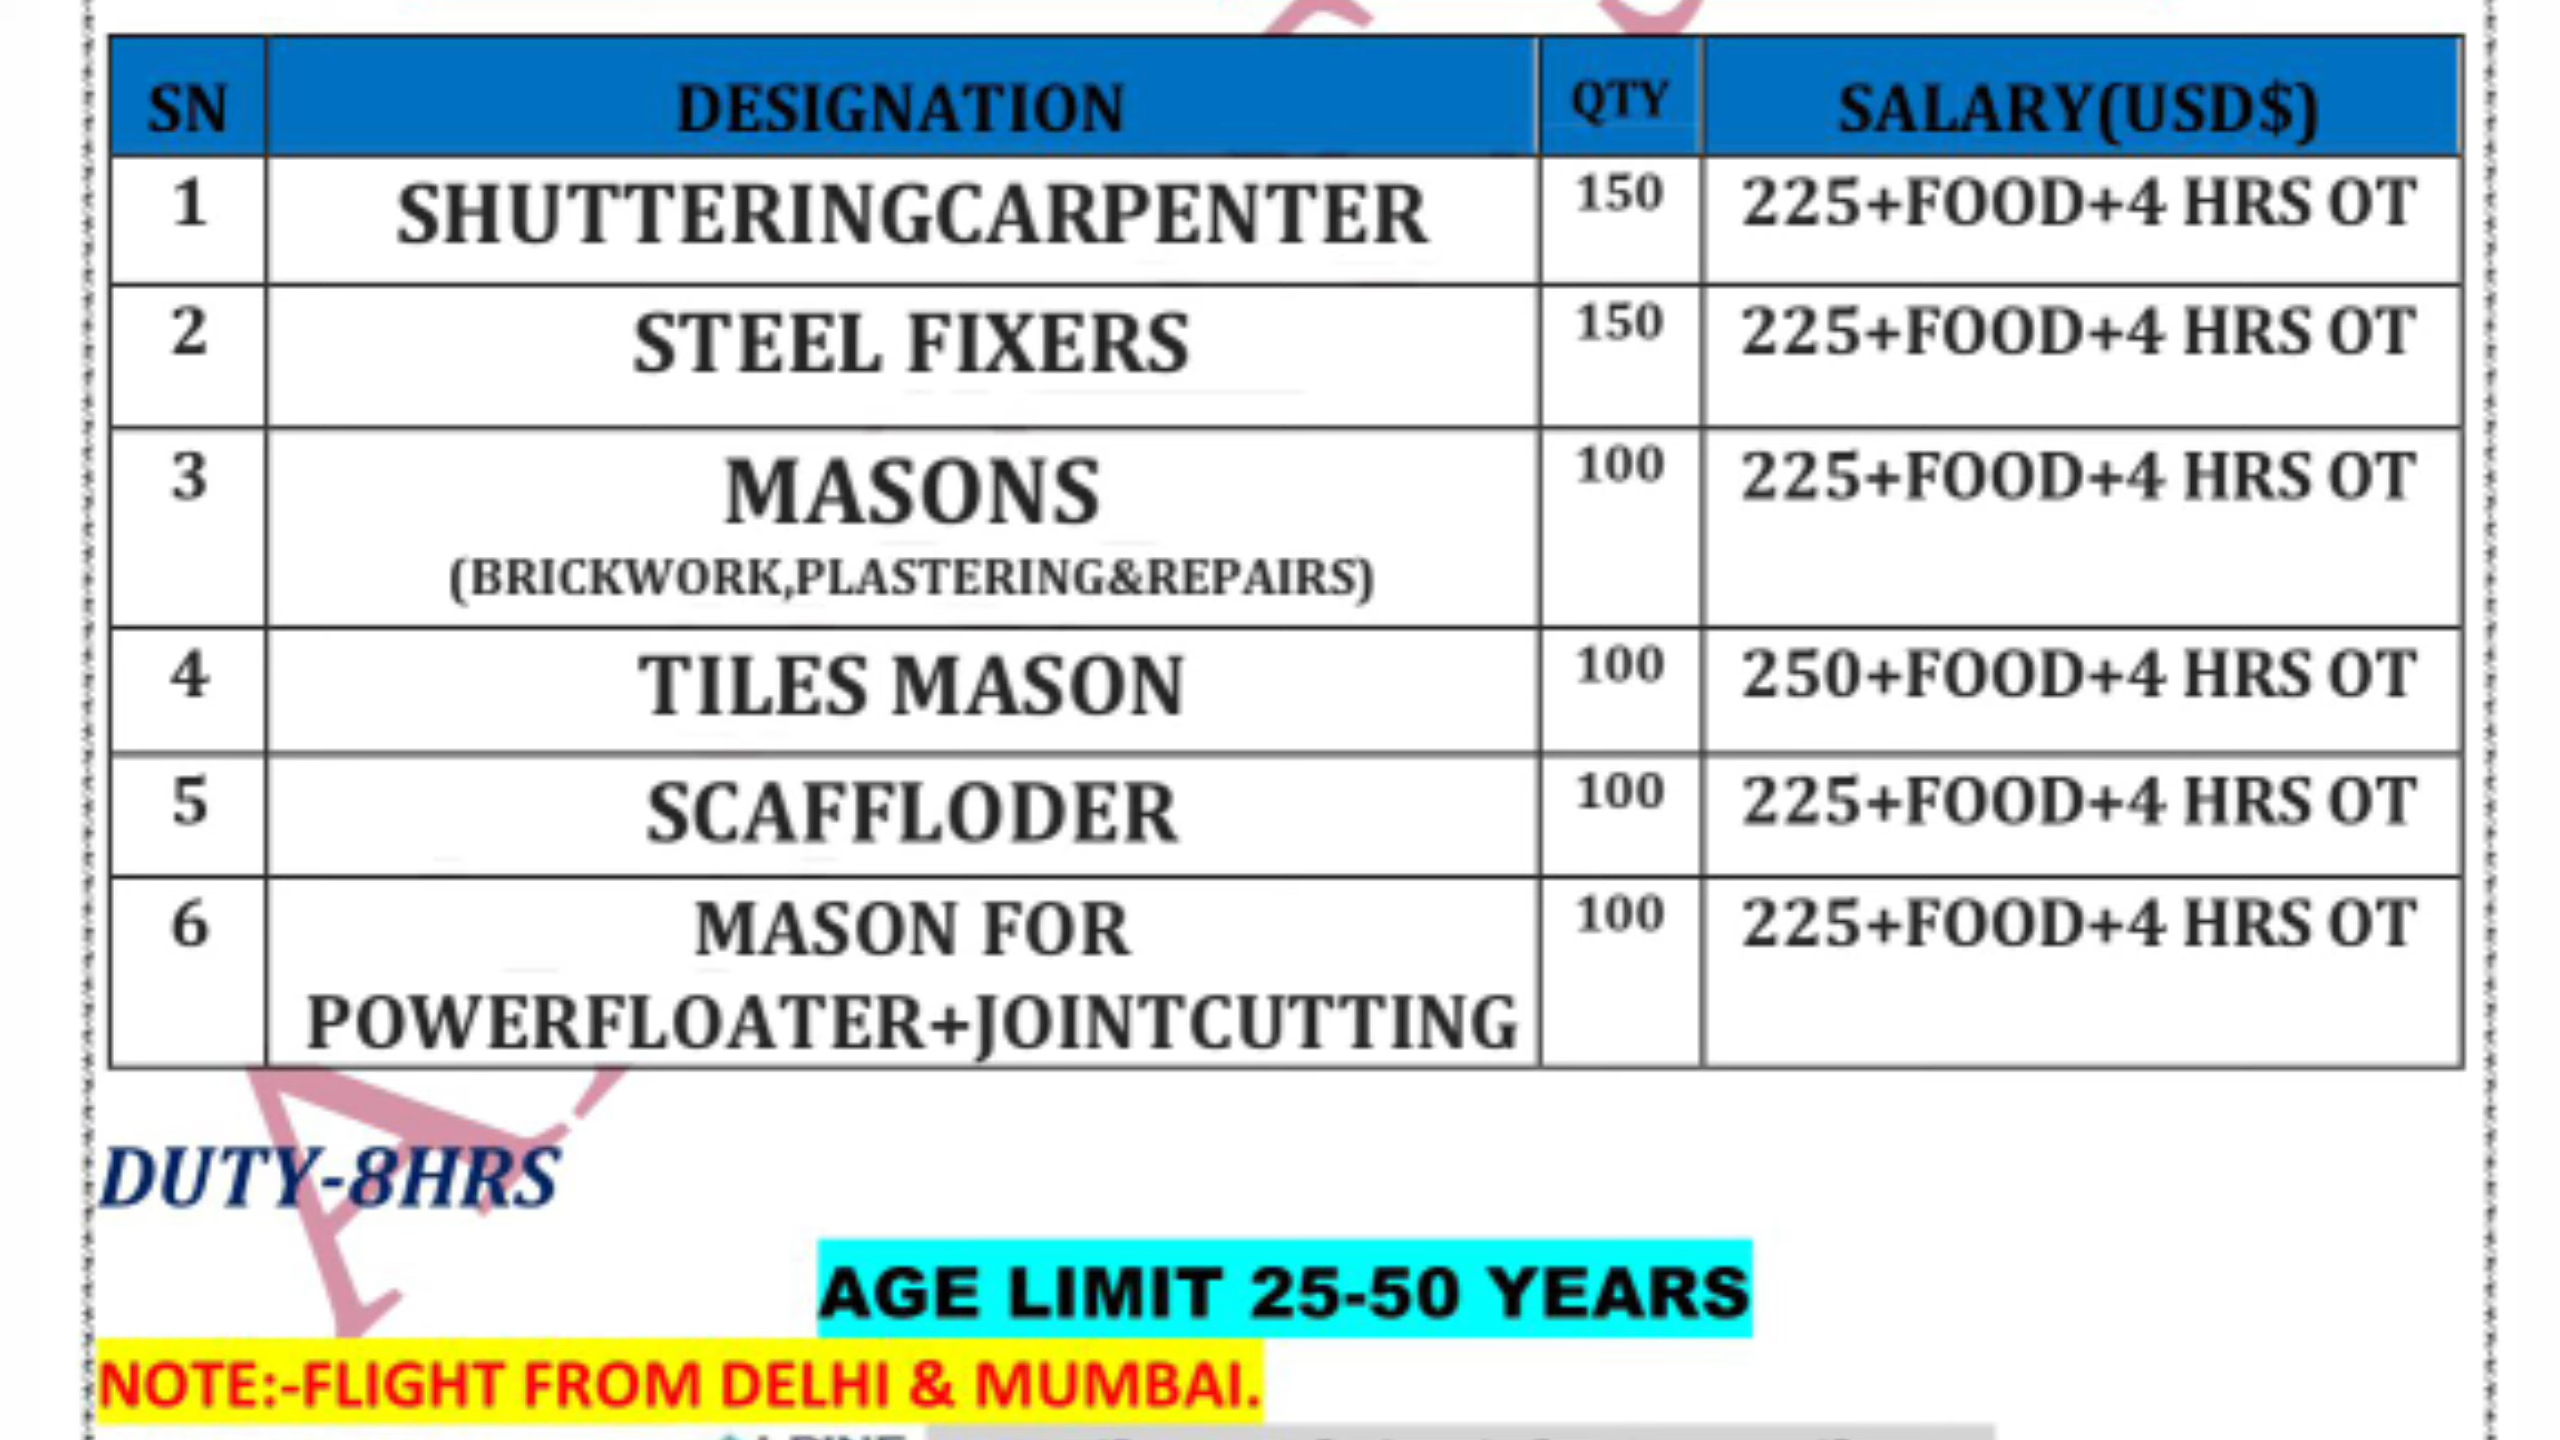 SN DESIGNATION QTY SALARY(USD$)
1 SHUTTERINGCARPENTER 150 225+FOOD+4 HRS OT
2 STEEL FIXERS 150 225+FOOD+4 HRS OT
3 MASONS 100 225+FOOD+4 HRS OT
(BRICKWORK,PLASTERING&REPAIRS)
4 TILES MASON 100 250+FOOD+4 HRS OT
5 SCAFFLODER 100 225+FOOD+4 HRS OT
6 MASON FOR 100 225+FOOD+4 HRS OT
POWERFLOATER+JOINTCUTTING
DUTY-8HRS
AGE LIMIT 25-50 YEARS
NOTE:-FLIGHT FROM DELHI & MUMBAI.